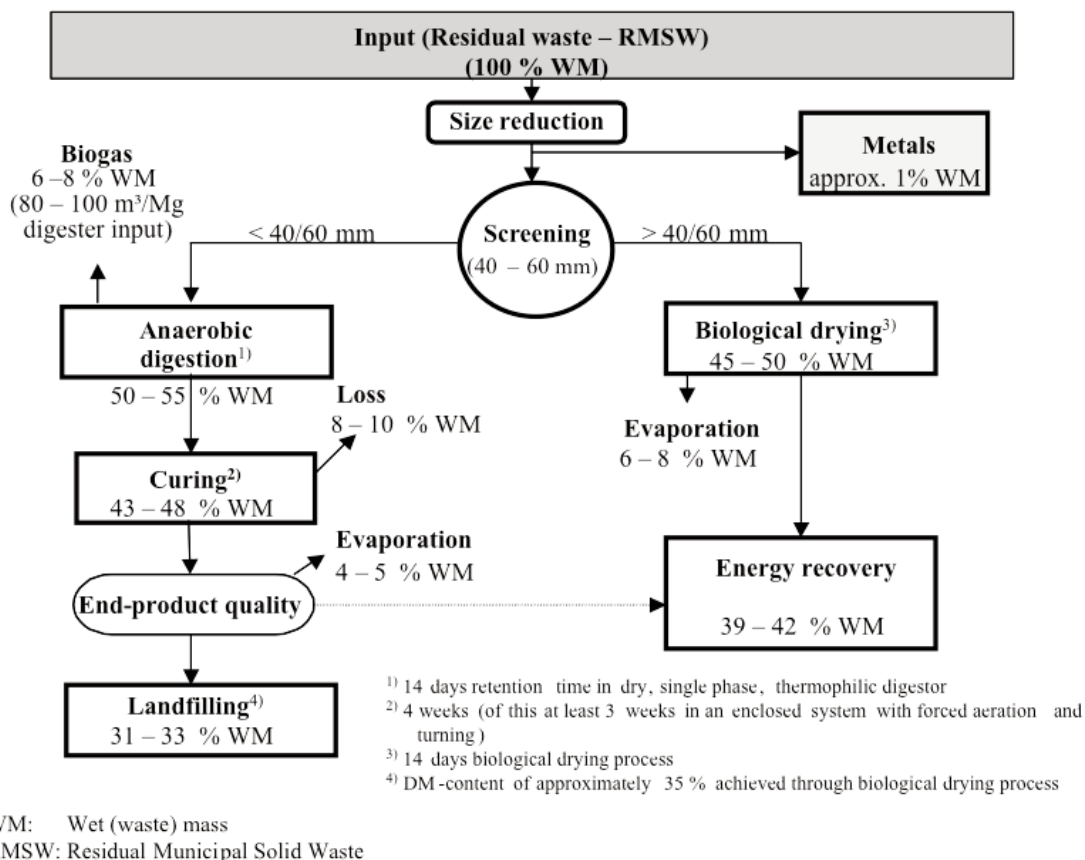 Input (Residual waste – RMSW)
(100 % WM)
Size reduction
Metals
approx. 1% WM
Biogas
6 –8 % WM
(80 – 100 m³/Mg
digester input)
< 40/60 mm
Screening
(40 – 60 mm)
> 40/60 mm
Anaerobic
digestion¹⁾
50 – 55 % WM
Biological drying³⁾
45 – 50 % WM
Loss
8 – 10 % WM
Evaporation
6 – 8 % WM
Curing²⁾
43 – 48 % WM
Evaporation
4 – 5 % WM
Energy recovery
39 – 42 % WM
End-product quality
Landfilling⁴⁾
31 – 33 % WM
¹⁾ 14 days retention time in dry, single phase, thermophilic digestor
²⁾ 4 weeks (of this at least 3 weeks in an enclosed system with forced aeration and
turning)
³⁾ 14 days biological drying process
⁴⁾ DM-content of approximately 35 % achieved through biological drying process
WM: Wet (waste) mass
RMSW: Residual Municipal Solid Waste